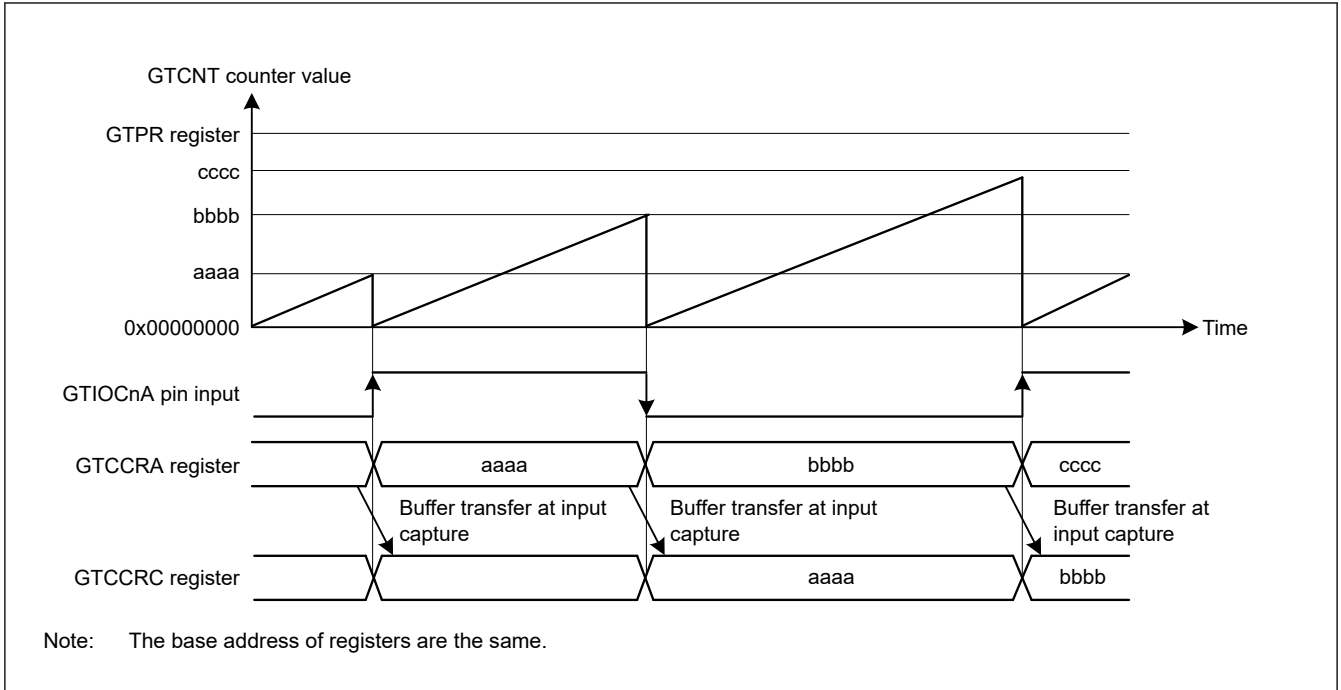 GTCNT counter value
GTPR register
cccc
bbbb
aaaa
0x00000000
Time
GTIOCnA pin input
GTCCRA register
aaaa
bbbb
cccc
Buffer transfer at input
capture
Buffer transfer at input
capture
Buffer transfer at
input capture
GTCCRC register
aaaa
bbbb
Note: The base address of registers are the same.